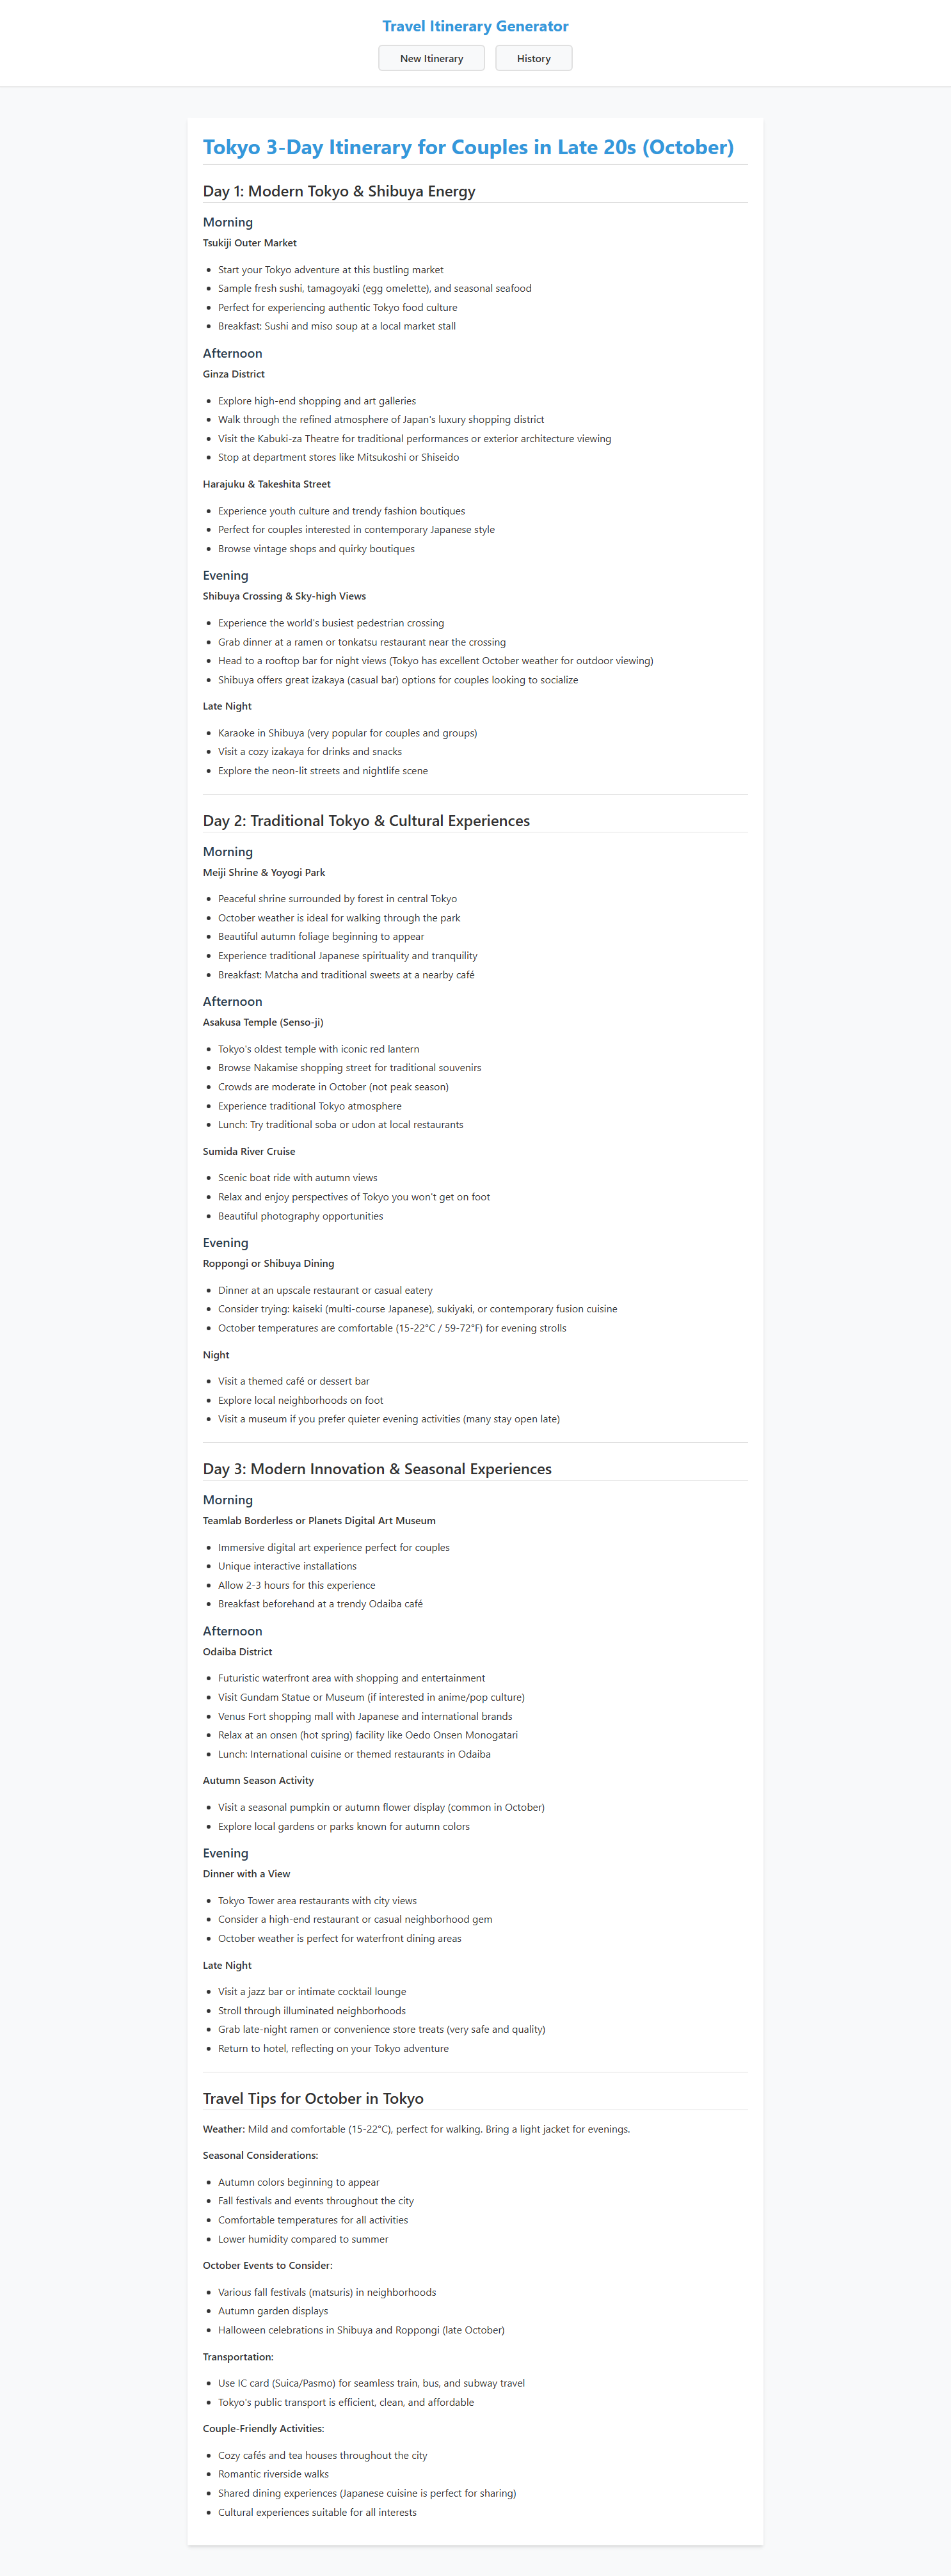 Travel Itinerary Generator
New Itinerary
History
Tokyo 3-Day Itinerary for Couples in Late 20s (October)
Day 1: Modern Tokyo & Shibuya Energy
Morning
Tsukiji Outer Market
Start your Tokyo adventure at this bustling market
Sample fresh sushi, tamagoyaki (egg omelette), and seasonal seafood
Perfect for experiencing authentic Tokyo food culture
Breakfast: Sushi and miso soup at a local market stall
Afternoon
Ginza District
Explore high-end shopping and art galleries
Walk through the refined atmosphere of Japan's luxury shopping district
Visit the Kabuki-za Theatre for traditional performances or exterior architecture viewing
Stop at department stores like Mitsukoshi or Shiseido
Harajuku & Takeshita Street
Experience youth culture and trendy fashion boutiques
Perfect for couples interested in contemporary Japanese style
Browse vintage shops and quirky boutiques
Evening
Shibuya Crossing & Sky-high Views
Experience the world's busiest pedestrian crossing
Grab dinner at a ramen or tonkatsu restaurant near the crossing
Head to a rooftop bar for night views (Tokyo has excellent October weather for outdoor viewing)
Shibuya offers great izakaya (casual bar) options for couples looking to socialize
Late Night
Karaoke in Shibuya (very popular for couples and groups)
Visit a cozy izakaya for drinks and snacks
Explore the neon-lit streets and nightlife scene
Day 2: Traditional Tokyo & Cultural Experiences
Morning
Meiji Shrine & Yoyogi Park
Peaceful shrine surrounded by forest in central Tokyo
October weather is ideal for walking through the park
Beautiful autumn foliage beginning to appear
Experience traditional Japanese spirituality and tranquility
Breakfast: Matcha and traditional sweets at a nearby café
Afternoon
Asakusa Temple (Senso-ji)
Tokyo's oldest temple with iconic red lantern
Browse Nakamise shopping street for traditional souvenirs
Crowds are moderate in October (not peak season)
Experience traditional Tokyo atmosphere
Lunch: Try traditional soba or udon at local restaurants
Sumida River Cruise
Scenic boat ride with autumn views
Relax and enjoy perspectives of Tokyo you won't get on foot
Beautiful photography opportunities
Evening
Roppongi or Shibuya Dining
Dinner at an upscale restaurant or casual eatery
Consider trying: kaiseki (multi-course Japanese), sukiyaki, or contemporary fusion cuisine
October temperatures are comfortable (15-22°C / 59-72°F) for evening strolls
Night
Visit a themed café or dessert bar
Explore local neighborhoods on foot
Visit a museum if you prefer quieter evening activities (many stay open late)
Day 3: Modern Innovation & Seasonal Experiences
Morning
Teamlab Borderless or Planets Digital Art Museum
Immersive digital art experience perfect for couples
Unique interactive installations
Allow 2-3 hours for this experience
Breakfast beforehand at a trendy Odaiba café
Afternoon
Odaiba District
Futuristic waterfront area with shopping and entertainment
Visit Gundam Statue or Museum (if interested in anime/pop culture)
Venus Fort shopping mall with Japanese and international brands
Relax at an onsen (hot spring) facility like Oedo Onsen Monogatari
Lunch: International cuisine or themed restaurants in Odaiba
Autumn Season Activity
Visit a seasonal pumpkin or autumn flower display (common in October)
Explore local gardens or parks known for autumn colors
Evening
Dinner with a View
Tokyo Tower area restaurants with city views
Consider a high-end restaurant or casual neighborhood gem
October weather is perfect for waterfront dining areas
Late Night
Visit a jazz bar or intimate cocktail lounge
Stroll through illuminated neighborhoods
Grab late-night ramen or convenience store treats (very safe and quality)
Return to hotel, reflecting on your Tokyo adventure
Travel Tips for October in Tokyo
Weather: Mild and comfortable (15-22°C), perfect for walking. Bring a light jacket for evenings.
Seasonal Considerations:
Autumn colors beginning to appear
Fall festivals and events throughout the city
Comfortable temperatures for all activities
Lower humidity compared to summer
October Events to Consider:
Various fall festivals (matsuris) in neighborhoods
Autumn garden displays
Halloween celebrations in Shibuya and Roppongi (late October)
Transportation:
Use IC card (Suica/Pasmo) for seamless train, bus, and subway travel
Tokyo's public transport is efficient, clean, and affordable
Couple-Friendly Activities:
Cozy cafés and tea houses throughout the city
Romantic riverside walks
Shared dining experiences (Japanese cuisine is perfect for sharing)
Cultural experiences suitable for all interests